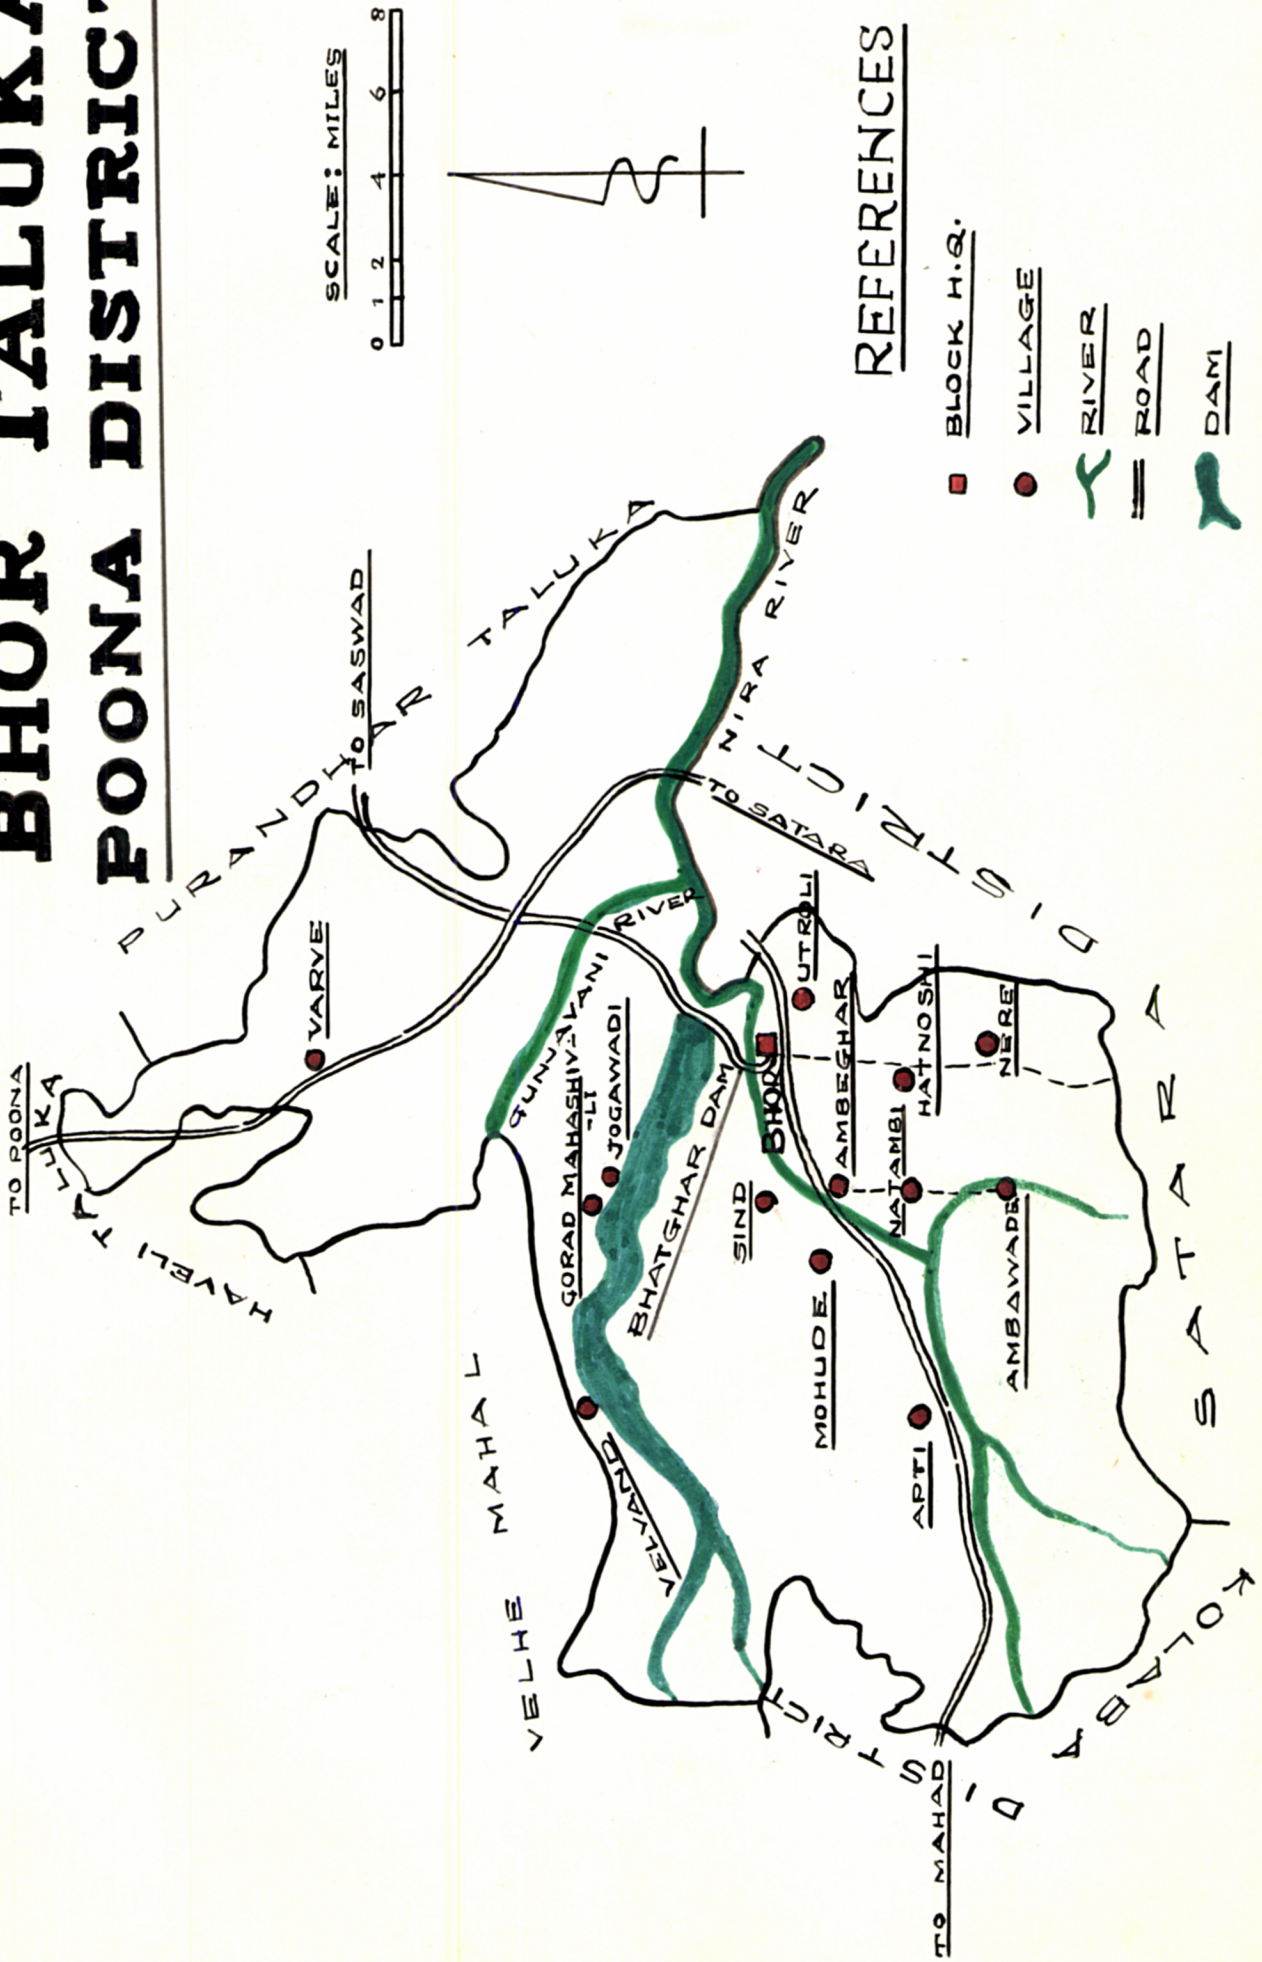 BHOR TALUKA
POONA DISTRICT
SCALE: MILES
0 1 2 4 6 8
REFERENCES
BLOCK H.Q.
VILLAGE
RIVER
ROAD
DAM
TO POONA
HAVELI TALUKA
PURANDHAR TALUKA
TO SASWAD
VARVE
GUNJAVANI RIVER
NIRA RIVER
TO SATARA
GORAD MAHASHIVA
-LI
JOGAWADI
BHATGHAR DAM
VELVAND
VELHE MAHAL
BHOR
UTROLI
SIND
AMBEGHAR
HATNOSHI
NERE
NATAMBI
AMBAWADE
MOHUDE
APTI
TO MAHAD
SATARA DISTRICT
KOLABA DISTRICT